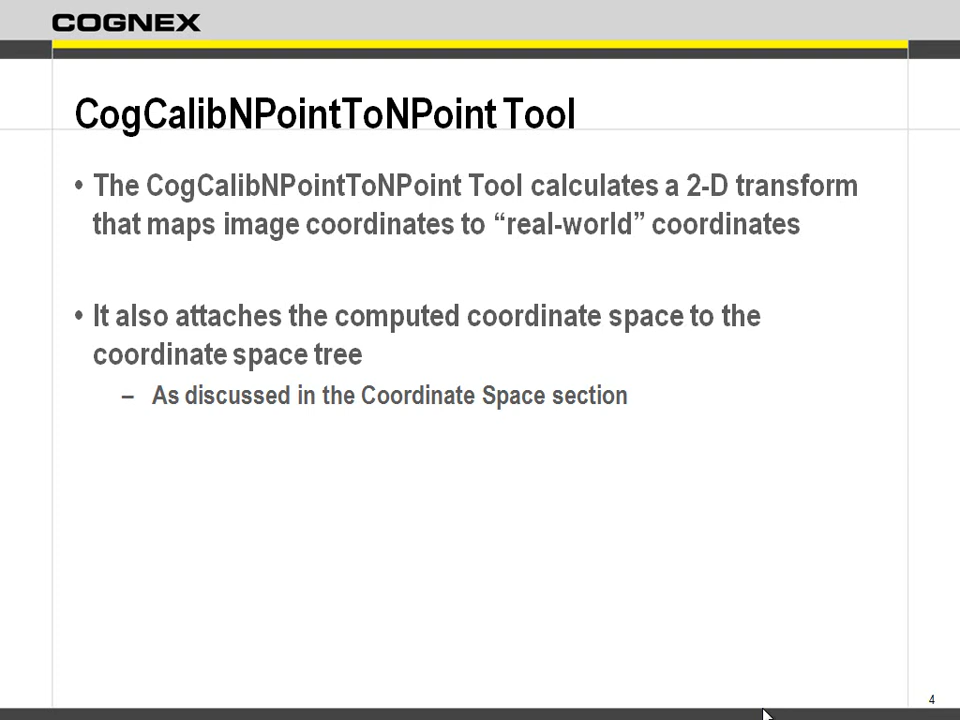 COGNEX
CogCalibNPointToNPoint Tool
• The CogCalibNPointToNPoint Tool calculates a 2-D transform
that maps image coordinates to “real-world” coordinates
• It also attaches the computed coordinate space to the
coordinate space tree
– As discussed in the Coordinate Space section
4